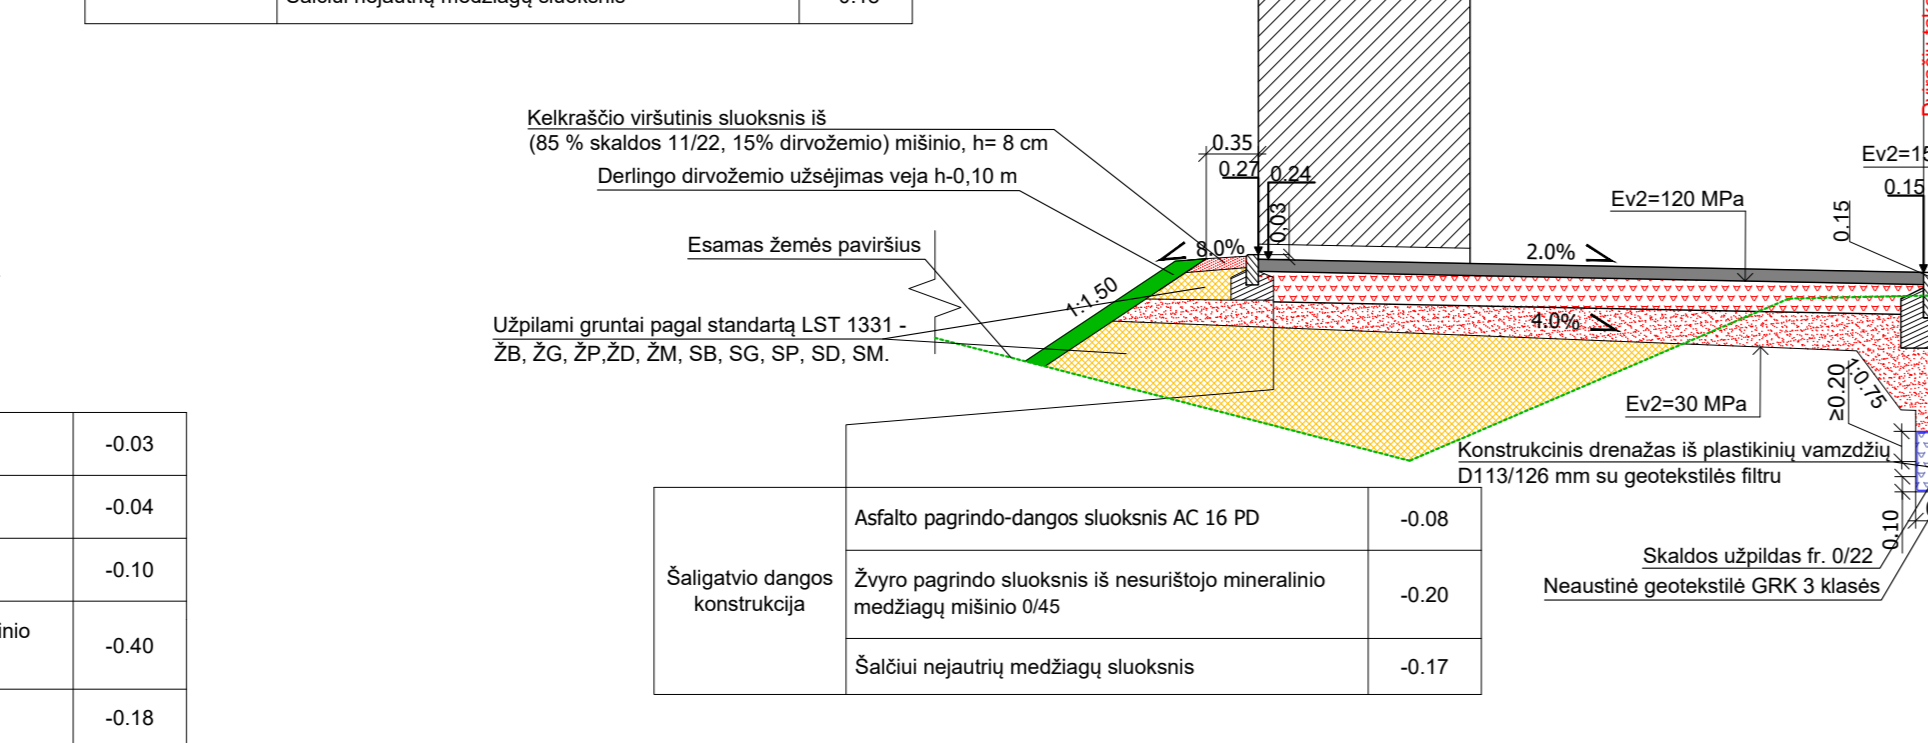 Šalčiui nejautrių medžiagų sluoksnis
Kelkraščio viršutinis sluoksnis iš
(85 % skaldos 11/22, 15% dirvožemio) mišinio, h= 8 cm
Derlingo dirvožemio užsėjimas veja h-0,10 m
Esamas žemės paviršius
Užpilami gruntai pagal standartą LST 1331 -
ŽB, ŽG, ŽP,ŽD, ŽM, SB, SG, SP, SD, SM.
0.35
0.27
0.24
0,03
8.0%
1:1.50
2.0%
4.0%
Ev2=120 MPa
Ev2=15
0.15
0.15
Ev2=30 MPa
≥0.20
1:0.75
Konstrukcinis drenažas iš plastikinių vamzdžių
D113/126 mm su geotekstilės filtru
0.10
Skaldos užpildas fr. 0/22
Neaustinė geotekstilė GRK 3 klasės
-0.03
-0.04
-0.10
inio
-0.40
-0.18
Šaligatvio dangos
konstrukcija
Asfalto pagrindo-dangos sluoksnis AC 16 PD
-0.08
Žvyro pagrindo sluoksnis iš nesurištojo mineralinio
medžiagų mišinio 0/45
-0.20
Šalčiui nejautrių medžiagų sluoksnis
-0.17